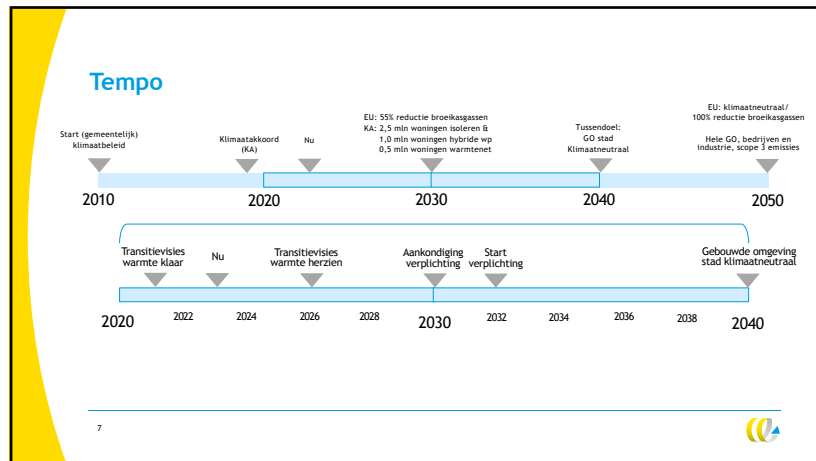 Tempo
Start (gemeentelijk)
klimaatbeleid
Klimaatakkoord
(KA)
Nu
EU: 55% reductie broeikasgassen
KA: 2,5 mln woningen isoleren &
1,0 mln woningen hybride wp
0,5 mln woningen warmtenet
Tussendoel:
GO stad
Klimaatneutraal
EU: klimaatneutraal/
100% reductie broeikasgassen
Hele GO, bedrijven en
industrie, scope 3 emissies
2010
2020
2030
2040
2050
Transitievisies
warmte klaar
Nu
Transitievisies
warmte herzien
Aankondiging
verplichting
Start
verplichting
Gebouwde omgeving
stad klimaatneutraal
2020
2022
2024
2026
2028
2030
2032
2034
2036
2038
2040
7